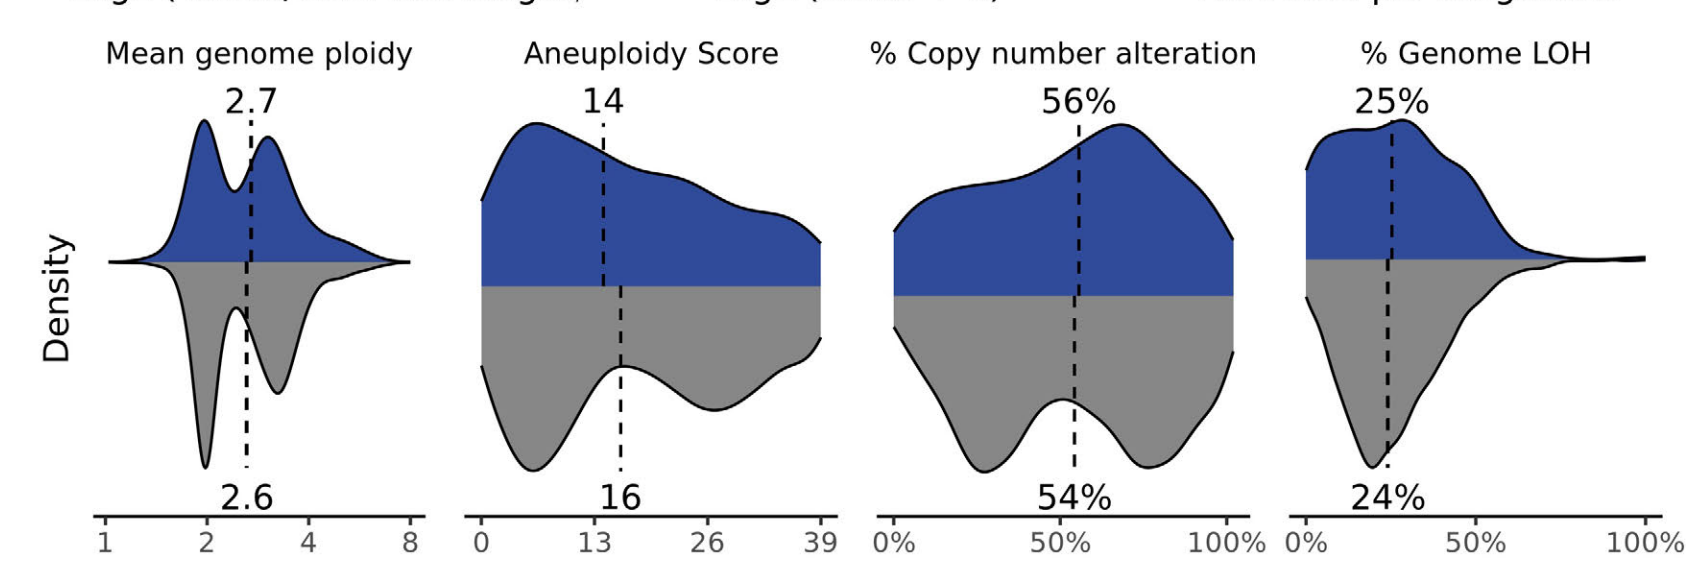 Mean genome ploidy
Aneuploidy Score
% Copy number alteration
% Genome LOH
2.7
14
56%
25%
Density
2.6
16
54%
24%
1 2 4 8
0 13 26 39
0% 50% 100%
0% 50% 100%